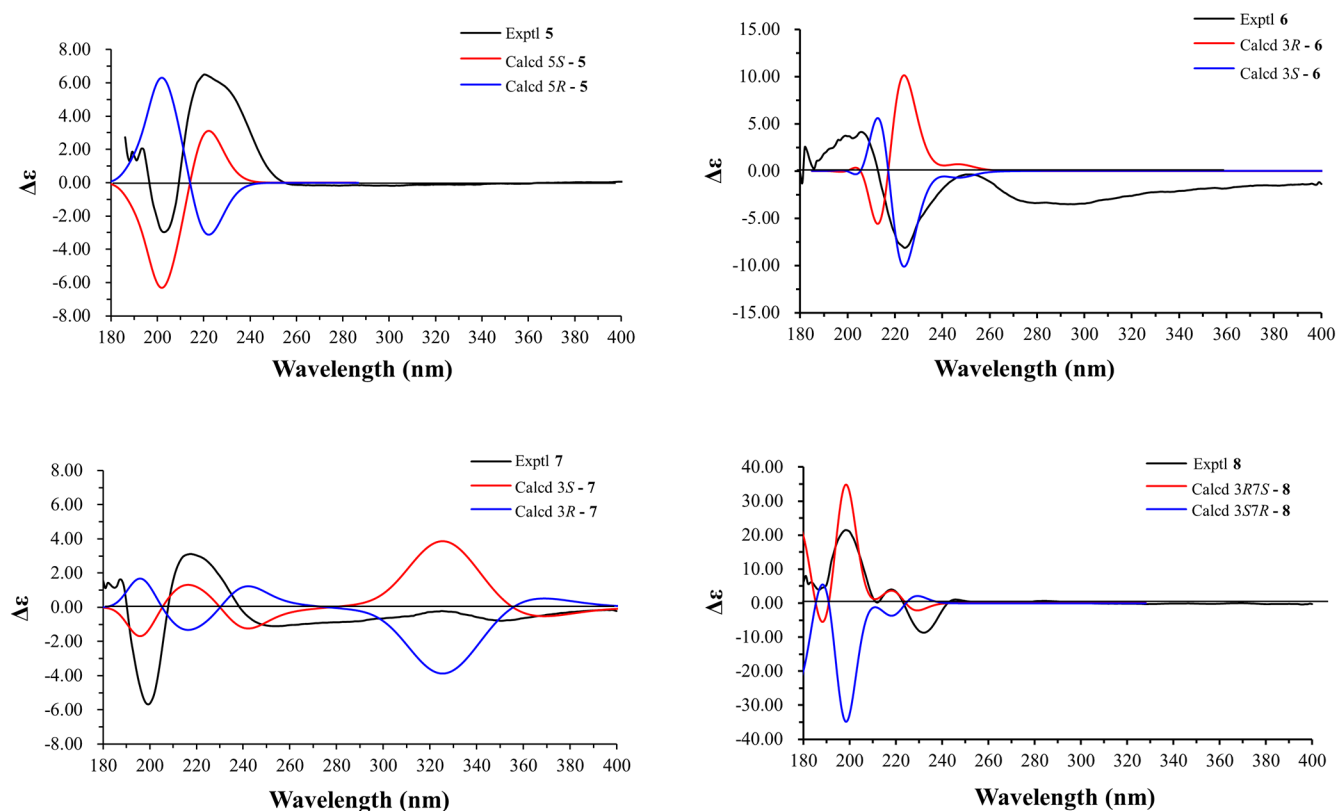 Exptl 5
Calcd 5S - 5
Calcd 5R - 5
8.00
6.00
4.00
2.00
0.00
-2.00
-4.00
-6.00
-8.00
Δε
180 200 220 240 260 280 300 320 340 360 380 400
Wavelength (nm)
Exptl 6
Calcd 3R - 6
Calcd 3S - 6
15.00
10.00
5.00
0.00
-5.00
-10.00
-15.00
Δε
180 200 220 240 260 280 300 320 340 360 380 400
Wavelength (nm)
Exptl 7
Calcd 3S - 7
Calcd 3R - 7
8.00
6.00
4.00
2.00
0.00
-2.00
-4.00
-6.00
-8.00
Δε
180 200 220 240 260 280 300 320 340 360 380 400
Wavelength (nm)
Exptl 8
Calcd 3R7S - 8
Calcd 3S7R - 8
40.00
30.00
20.00
10.00
0.00
-10.00
-20.00
-30.00
-40.00
Δε
180 200 220 240 260 280 300 320 340 360 380 400
Wavelength (nm)